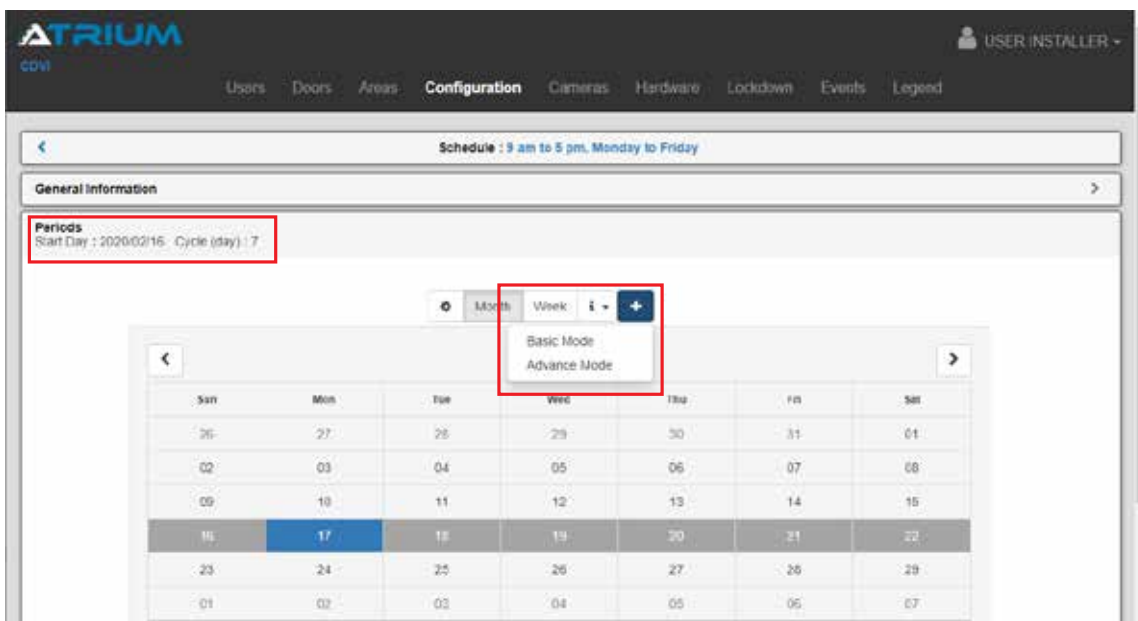 ATRIUM
CDVI
USER INSTALLER
Users Doors Areas Configuration Cameras Hardware Lockdown Events Legend
Schedule : 9 am to 5 pm, Monday to Friday
General Information
Periods
Start Day : 2020/02/16 Cycle (day) : 7
Month Week i +
Basic Mode
Advance Mode
Sun Mon Tue Wed Thu Fri Sat
26 27 28 29 30 31 01
02 03 04 05 06 07 08
09 10 11 12 13 14 15
16 17 18 19 20 21 22
23 24 25 26 27 28 29
01 02 03 04 05 06 07